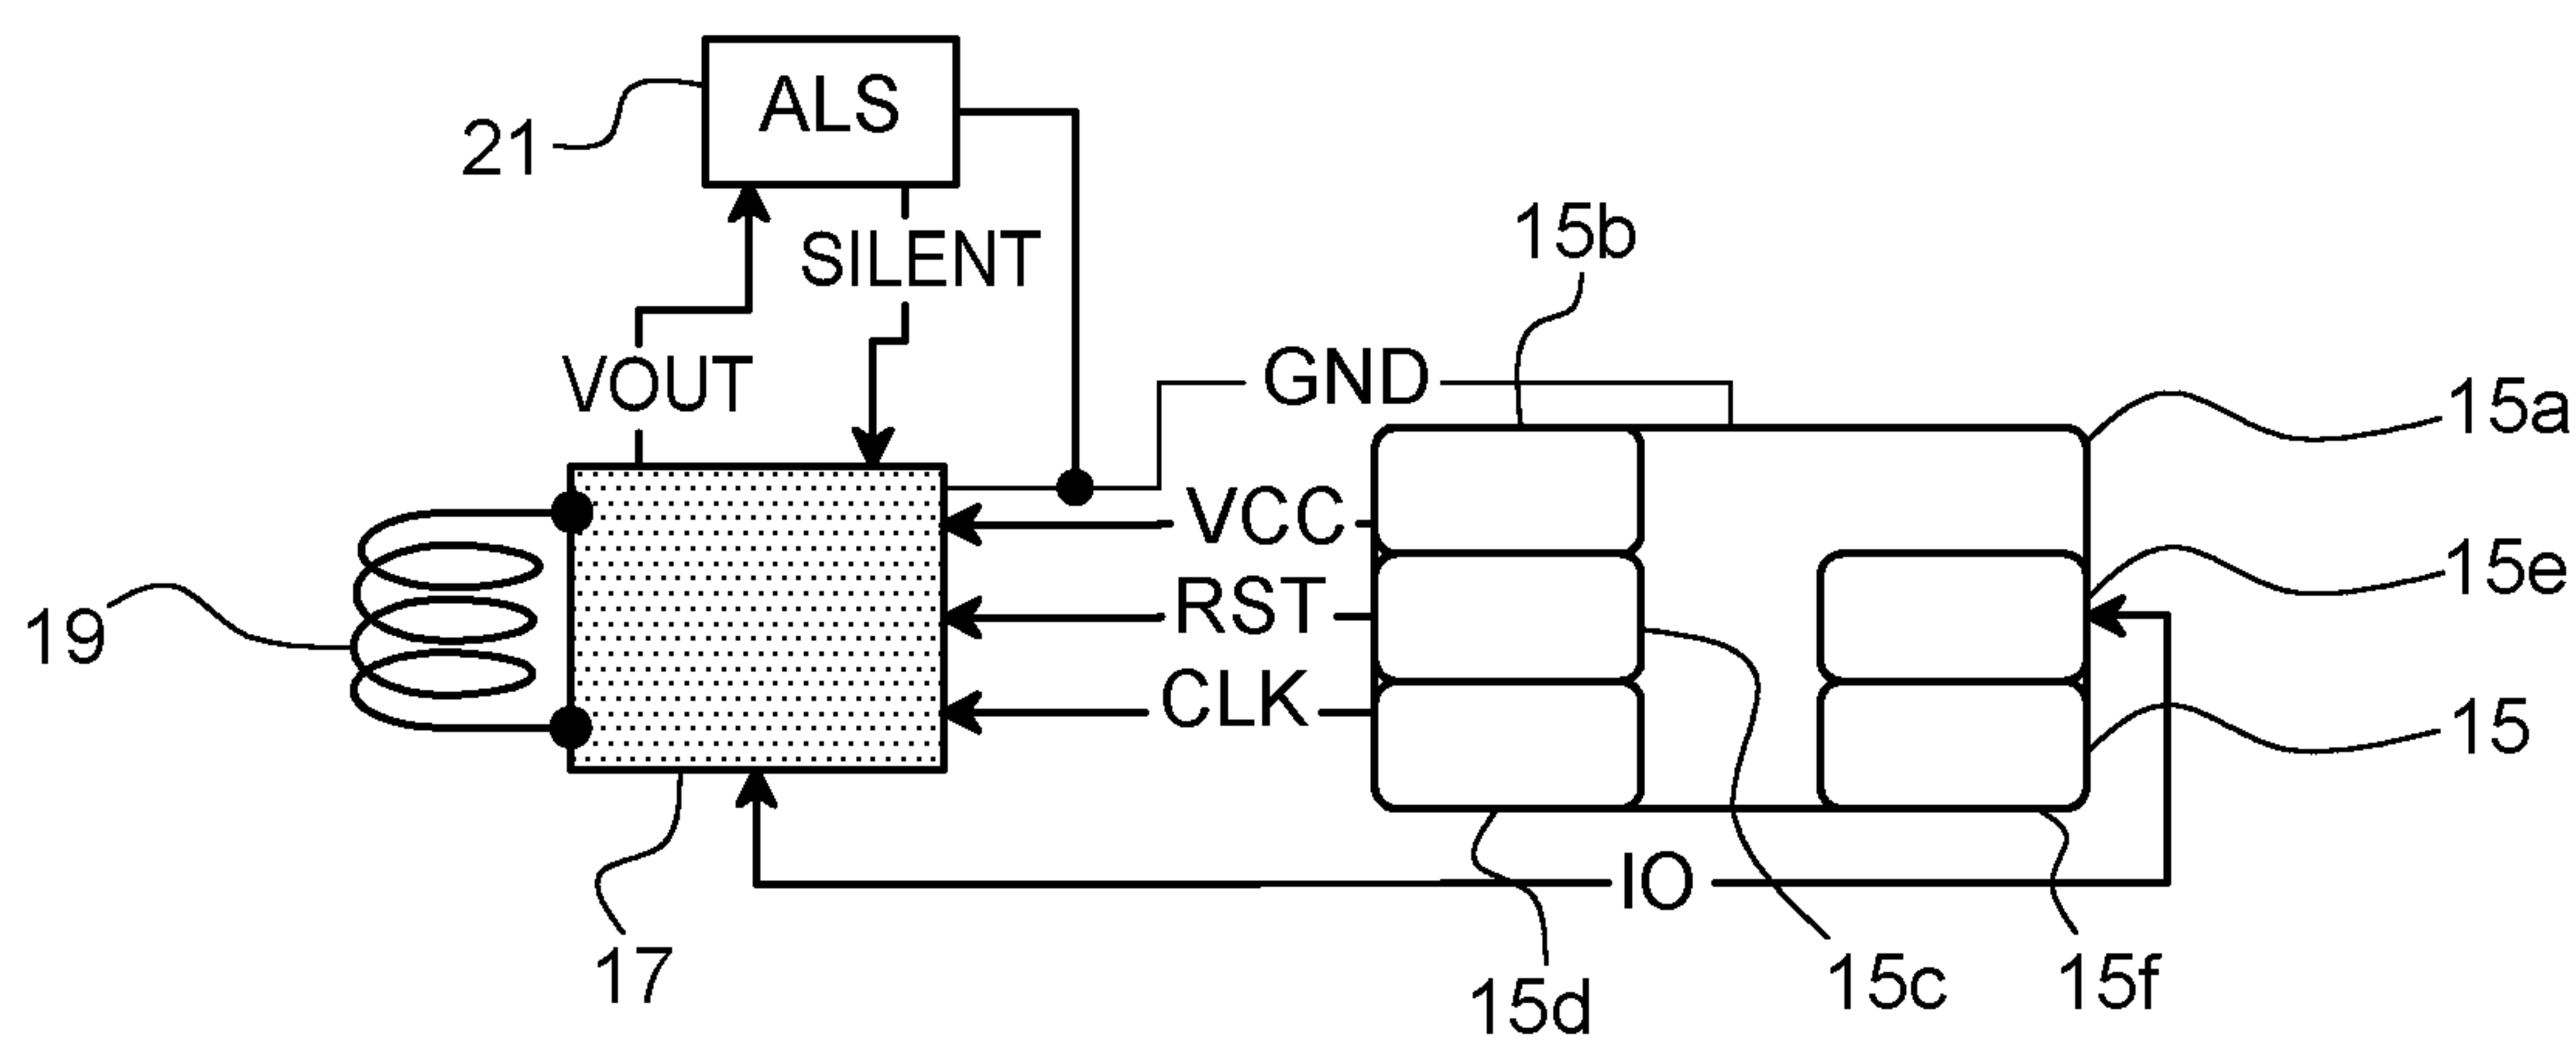 ALS
21
SILENT
15b
VOUT
GND
15a
VCC
15e
RST
19
CLK
15
IO
17
15d
15c
15f